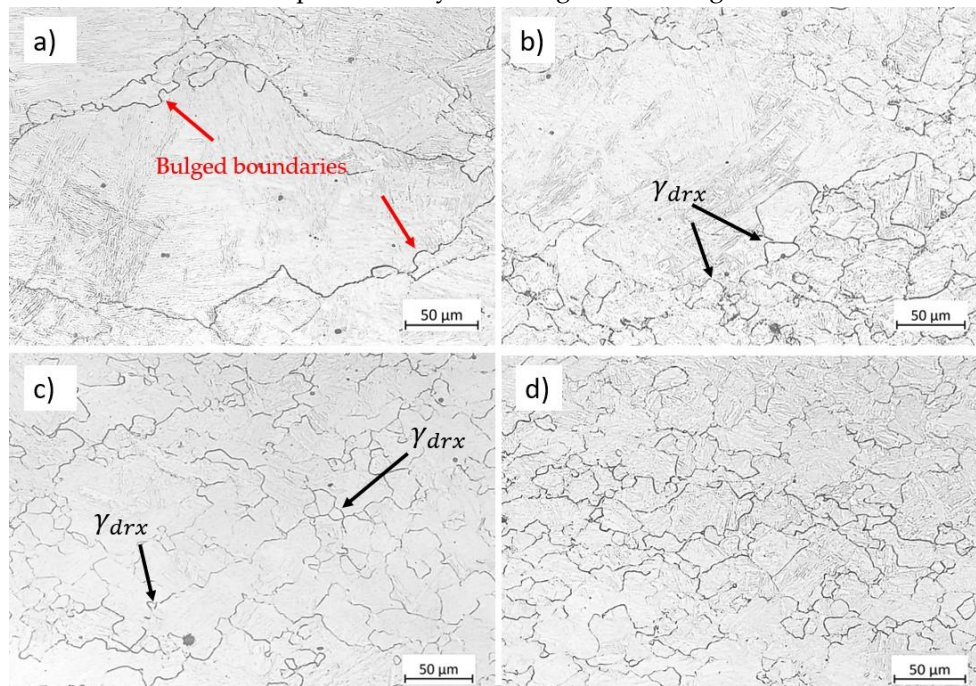 a)
Bulged boundaries
50 µm
b)
γdrx
50 µm
c)
γdrx
γdrx
50 µm
d)
50 µm